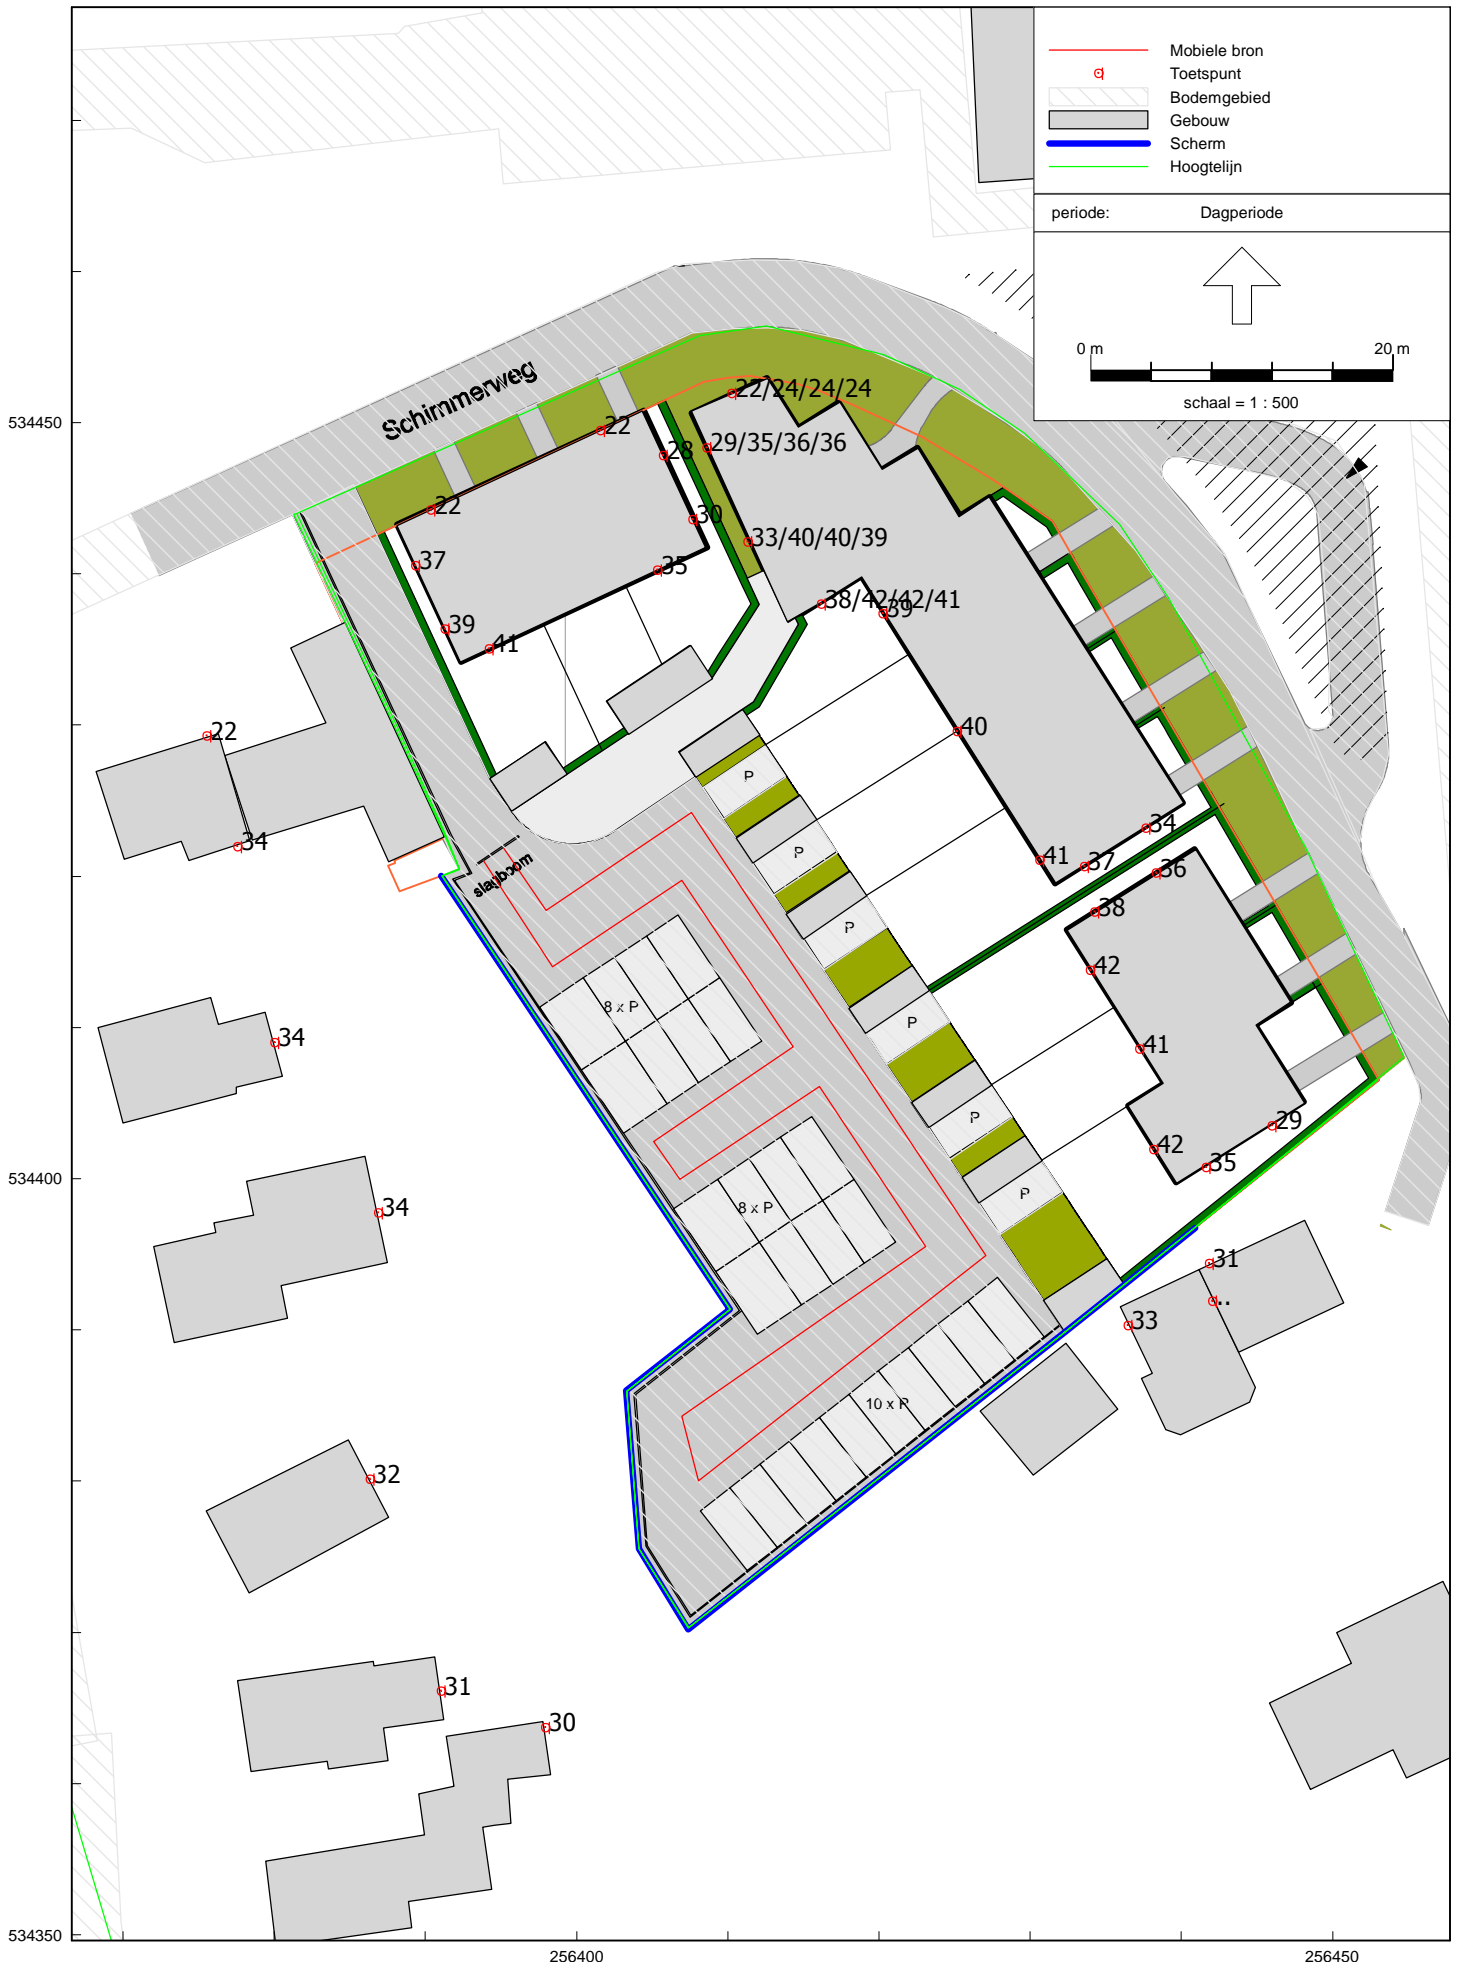 Mobiele bron
Toetspunt
Bodemgebied
Gebouw
Scherm
Hoogtelijn
periode: Dagperiode
0 m 20 m
schaal = 1 : 500
Schimmerweg
22/24/24/24
534450
22
28
29/35/36/36
22
30
33/40/40/39
37
35
38/42/42/41
39
39
41
22
40
P
34
34
41
37
P
36
slagboom
38
P
42
8 x P
P
34
41
P
29
42
35
P
534400
34
8 x P
31
..
33
10 x P
32
31
30
534350
256400
256450